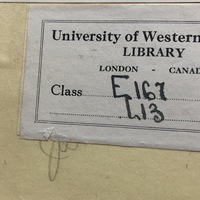 University of Western
LIBRARY
LONDON - CANAD
Class E167
L13